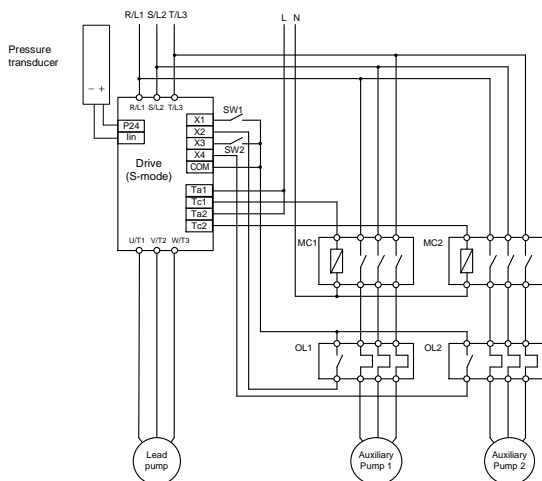 R/L1 S/L2 T/L3
L N
Pressure
transducer
− +
R/L1 S/L2 T/L3
P24
Iin
Drive
(S-mode)
X1
X2
X3
X4
COM
SW1
SW2
Ta1
Tc1
Ta2
Tc2
U/T1 V/T2 W/T3
MC1
MC2
OL1
OL2
Lead
pump
Auxiliary
Pump 1
Auxiliary
Pump 2